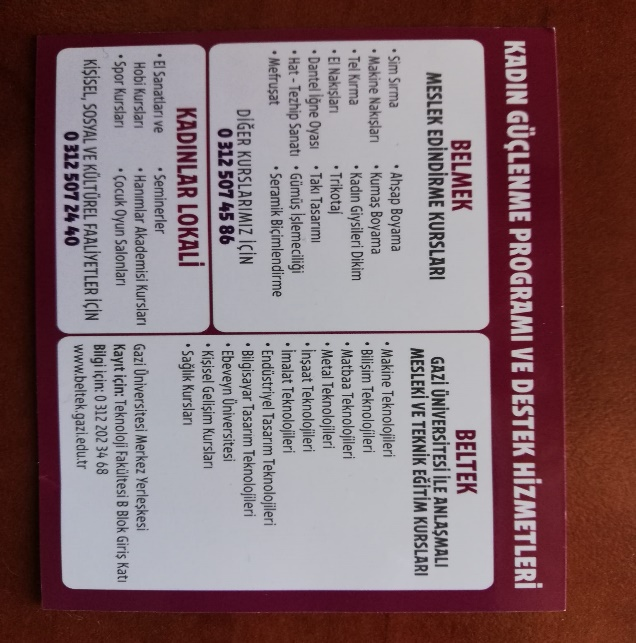 KADIN GÜÇLENME PROGRAMI VE DESTEK HİZMETLERİ
BELMEK
MESLEK EDİNDİRME KURSLARI
• Sim Sırma
• Makine Nakışları
• Tel Kırma
• El Nakışları
• Dantel İğne Oyası
• Hat - Tezhip Sanatı
• Mefruşat
• Ahşap Boyama
• Kumaş Boyama
• Kadın Giysileri Dikim
• Trikotaj
• Takı Tasarımı
• Gümüş İşlemeciliği
• Seramik Biçimlendirme
DİĞER KURSLARIMIZ İÇİN
0 312 507 45 86
KADINLAR LOKALİ
• El Sanatları ve
Hobi Kursları
• Spor Kursları
• Seminerler
• Hanımlar Akademisi Kursları
• Çocuk Oyun Salonları
KİŞİSEL, SOSYAL VE KÜLTÜREL FAALİYETLER İÇİN
0 312 507 24 40
BELTEK
GAZİ ÜNİVERSİTESİ İLE ANLAŞMALI
MESLEKİ VE TEKNİK EĞİTİM KURSLARI
• Makine Teknolojileri
• Bilişim Teknolojileri
• Matbaa Teknolojileri
• Metal Teknolojileri
• İnşaat Teknolojileri
• İmalat Teknolojileri
• Endüstriyel Tasarım Teknolojileri
• Bilgisayar Tasarım Teknolojileri
• Ebeveyn Üniversitesi
• Kişisel Gelişim Kursları
• Sağlık Kursları
Gazi Üniversitesi Merkez Yerleşkesi
Kayıt için: Teknoloji Fakültesi B Blok Giriş Katı
Bilgi için: 0 312 202 34 68
www.beltek.gazi.edu.tr